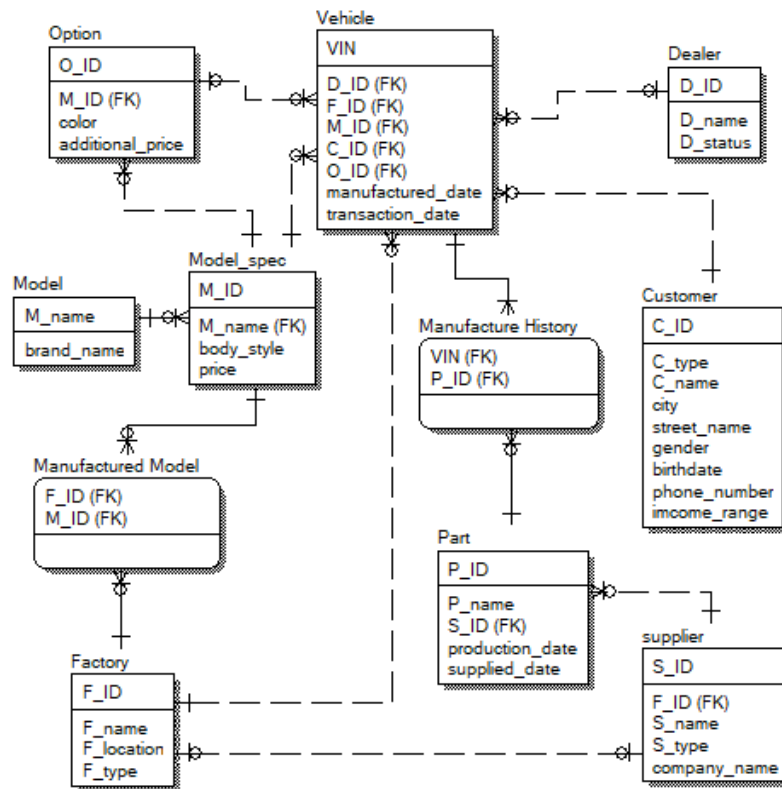 Option
O_ID
M_ID (FK)
color
additional_price
Vehicle
VIN
D_ID (FK)
F_ID (FK)
M_ID (FK)
C_ID (FK)
O_ID (FK)
manufactured_date
transaction_date
Dealer
D_ID
D_name
D_status
Model
M_name
brand_name
Model_spec
M_ID
M_name (FK)
body_style
price
Manufacture History
VIN (FK)
P_ID (FK)
Customer
C_ID
C_type
C_name
city
street_name
gender
birthdate
phone_number
imcome_range
Manufactured Model
F_ID (FK)
M_ID (FK)
Part
P_ID
P_name
S_ID (FK)
production_date
supplied_date
Factory
F_ID
F_name
F_location
F_type
supplier
S_ID
F_ID (FK)
S_name
S_type
company_name